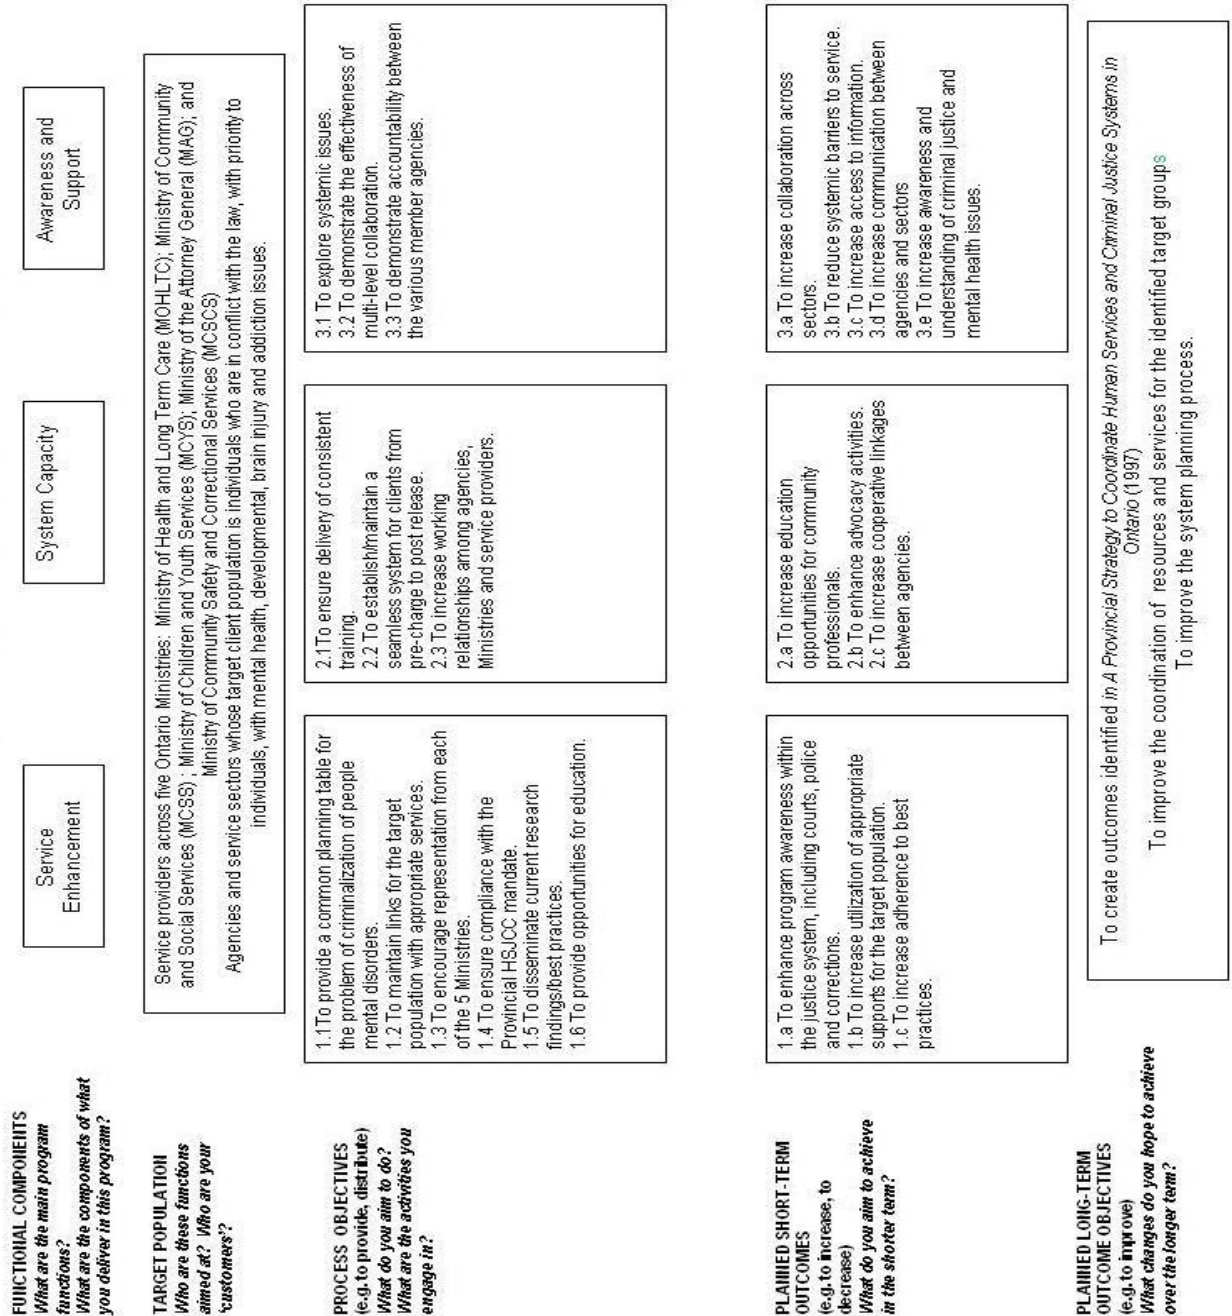 FUNCTIONAL COMPONENTS
What are the main program
functions?
What are the components of what
you deliver in this program?
Service
Enhancement
System Capacity
Awareness and
Support
TARGET POPULATION
Who are these functions
aimed at? Who are your
'customers'?
Service providers across five Ontario Ministries: Ministry of Health and Long Term Care (MOHLTC); Ministry of Community
and Social Services (MCSS) ; Ministry of Children and Youth Services (MCYS); Ministry of the Attorney General (MAG); and
Ministry of Community Safety and Correctional Services (MCSCS)
Agencies and service sectors whose target client population is individuals who are in conflict with the law, with priority to
individuals, with mental health, developmental, brain injury and addiction issues.
PROCESS OBJECTIVES
(e.g. to provide, distribute)
What do you aim to do?
What are the activities you
engage in?
1.1To provide a common planning table for
the problem of criminalization of people
mental disorders.
1.2 To maintain links for the target
population with appropriate services.
1.3 To encourage representation from each
of the 5 Ministries.
1.4 To ensure compliance with the
Provincial HSJCC mandate.
1.5 To disseminate current research
findings/best practices.
1.6 To provide opportunities for education.
2.1To ensure delivery of consistent
training.
2.2 To establish/maintain a
seamless system for clients from
pre-charge to post release.
2.3 To increase working
relationships among agencies,
Ministries and service providers.
3.1 To explore systemic issues.
3.2 To demonstrate the effectiveness of
multi-level collaboration.
3.3 To demonstrate accountability between
the various member agencies.
PLANNED SHORT-TERM
OUTCOMES
(e.g. to increase, to
decrease)
What do you aim to achieve
in the shorter term?
1.a To enhance program awareness within
the justice system, including courts, police
and corrections.
1.b To increase utilization of appropriate
supports for the target population.
1.c To increase adherence to best
practices.
2.a To increase education
opportunities for community
professionals.
2.b To enhance advocacy activities.
2.c To increase cooperative linkages
between agencies.
3.a To increase collaboration across
sectors.
3.b To reduce systemic barriers to service.
3.c To increase access to information.
3.d To increase communication between
agencies and sectors
3.e To increase awareness and
understanding of criminal justice and
mental health issues.
PLANNED LONG-TERM
OUTCOME OBJECTIVES
(e.g. to improve)
What changes do you hope to achieve
over the longer term?
To create outcomes identified in A Provincial Strategy to Coordinate Human Services and Criminal Justice Systems in
Ontario (1997)
To improve the coordination of resources and services for the identified target groups
To improve the system planning process.